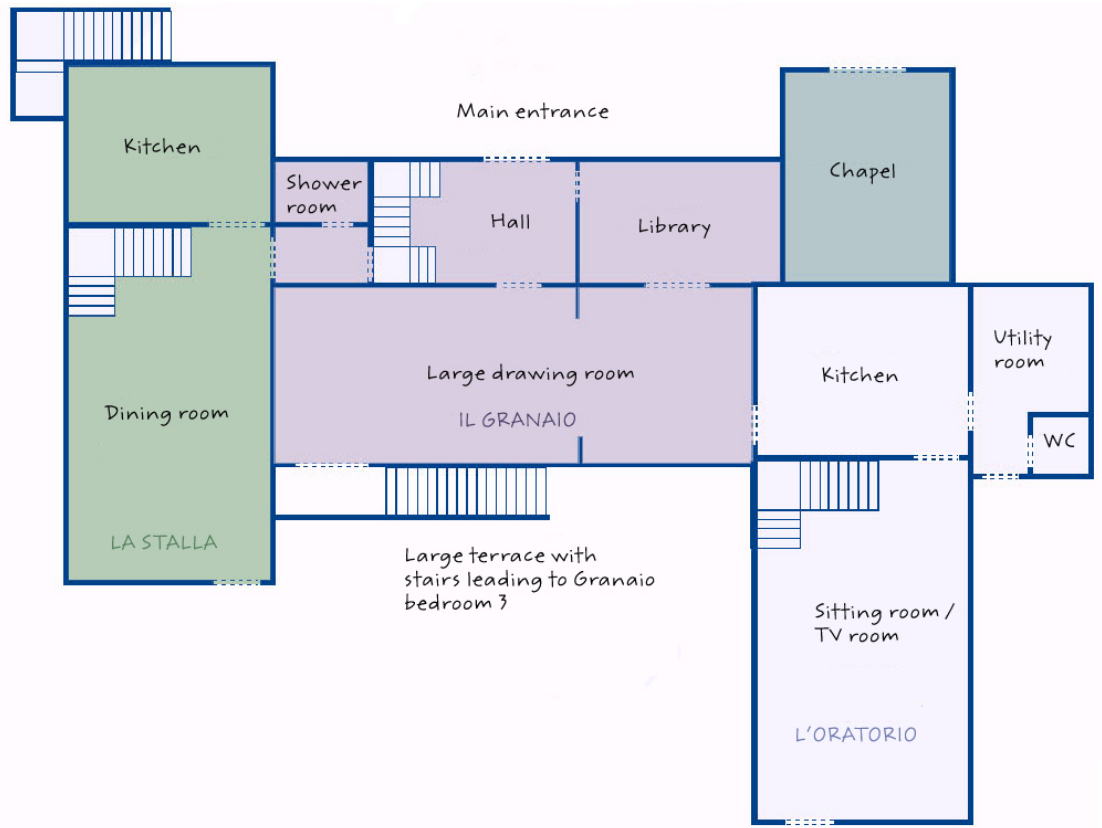 Main entrance
Kitchen
Shower
room
Hall
Library
Chapel
Dining room
Large drawing room
IL GRANAIO
Kitchen
Utility
room
WC
LA STALLA
Large terrace with
stairs leading to Granaio
bedroom 3
Sitting room /
TV room
L'ORATORIO